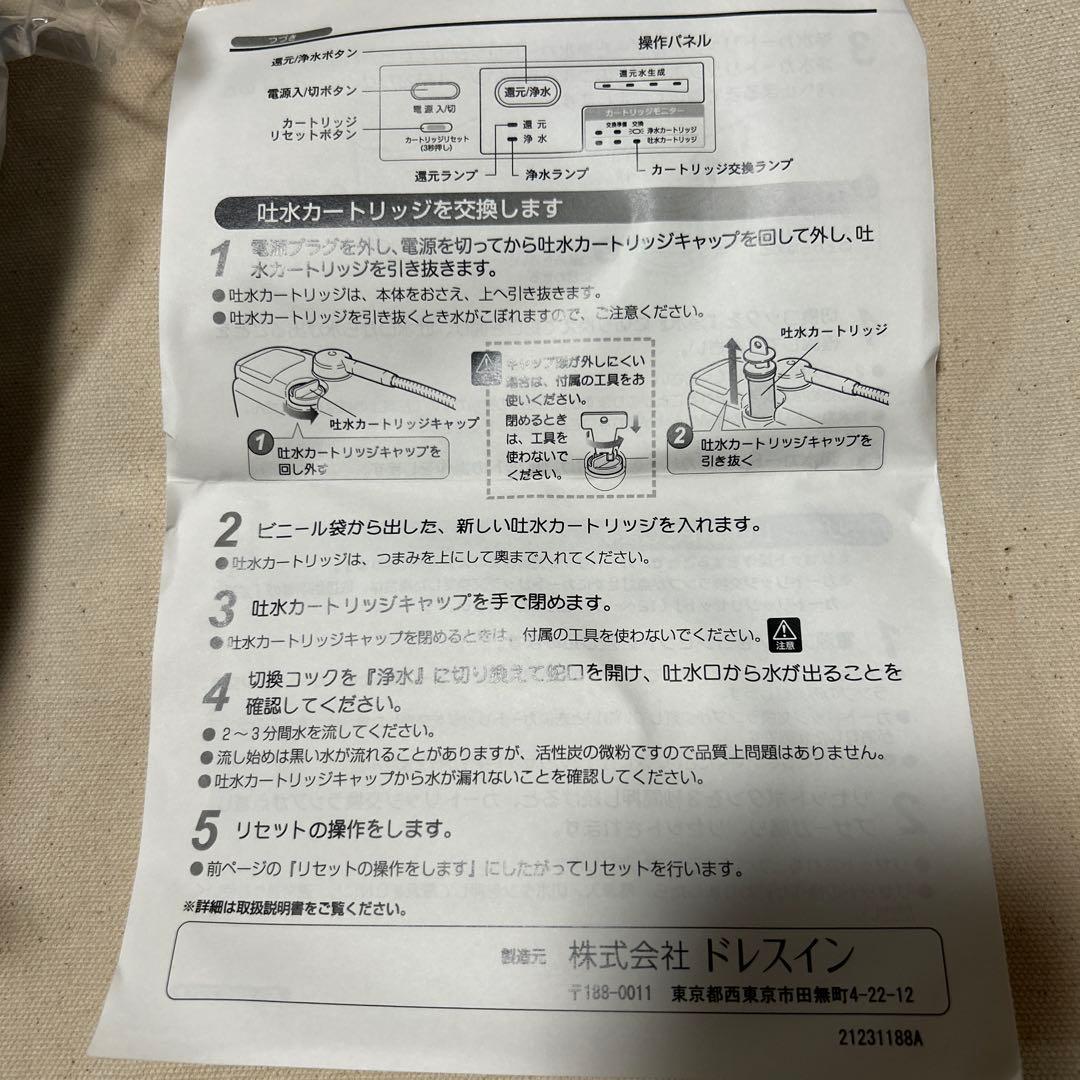 つづき
操作パネル
還元/浄水ボタン
電源入/切ボタン
カートリッジ
リセットボタン
電源入/切
カートリッジリセット
(3秒押し)
還元/浄水
還元
浄水
還元水生成
カートリッジモニター
交換準備 交換
浄水カートリッジ
吐水カートリッジ
還元ランプ
浄水ランプ
カートリッジ交換ランプ
吐水カートリッジを交換します
1 電源プラグを外し、電源を切ってから吐水カートリッジキャップを回して外し、吐
水カートリッジを引き抜きます。
●吐水カートリッジは、本体をおさえ、上へ引き抜きます。
●吐水カートリッジを引き抜くとき水がこぼれますので、ご注意ください。
吐水カートリッジキャップ
1 吐水カートリッジキャップを
回し外す
キャップ類が外しにくい
場合は、付属の工具をお
使いください。
閉めるとき
は、工具を
使わないで
ください。
吐水カートリッジ
2 吐水カートリッジキャップを
引き抜く
2 ビニール袋から出した、新しい吐水カートリッジを入れます。
●吐水カートリッジは、つまみを上にして奥まで入れてください。
3 吐水カートリッジキャップを手で閉めます。
●吐水カートリッジキャップを閉めるときは、付属の工具を使わないでください。 注意
4 切換コックを『浄水』に切り換えて蛇口を開け、吐水口から水が出ることを
確認してください。
●2～3分間水を流してください。
●流し始めは黒い水が流れることがありますが、活性炭の微粉ですので品質上問題はありません。
●吐水カートリッジキャップから水が漏れないことを確認してください。
5 リセットの操作をします。
●前ページの『リセットの操作をします』にしたがってリセットを行います。
※詳細は取扱説明書をご覧ください。
製造元 株式会社 ドレスイン
〒188-0011 東京都西東京市田無町4-22-12
21231188A